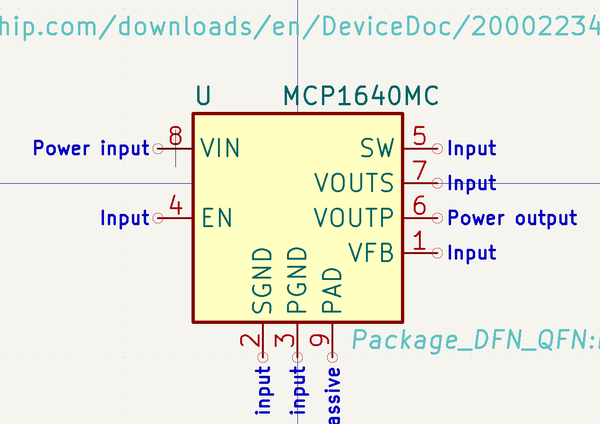 hip.com/downloads/en/DeviceDoc/20002234
U MCP1640MC
Power input 8 VIN SW 5 Input
VOUTS 7 Input
Input 4 EN VOUTP 6 Power output
VFB 1 Input
SGND PGND PAD
2 3 9
Package_DFN_QFN:
input input assive